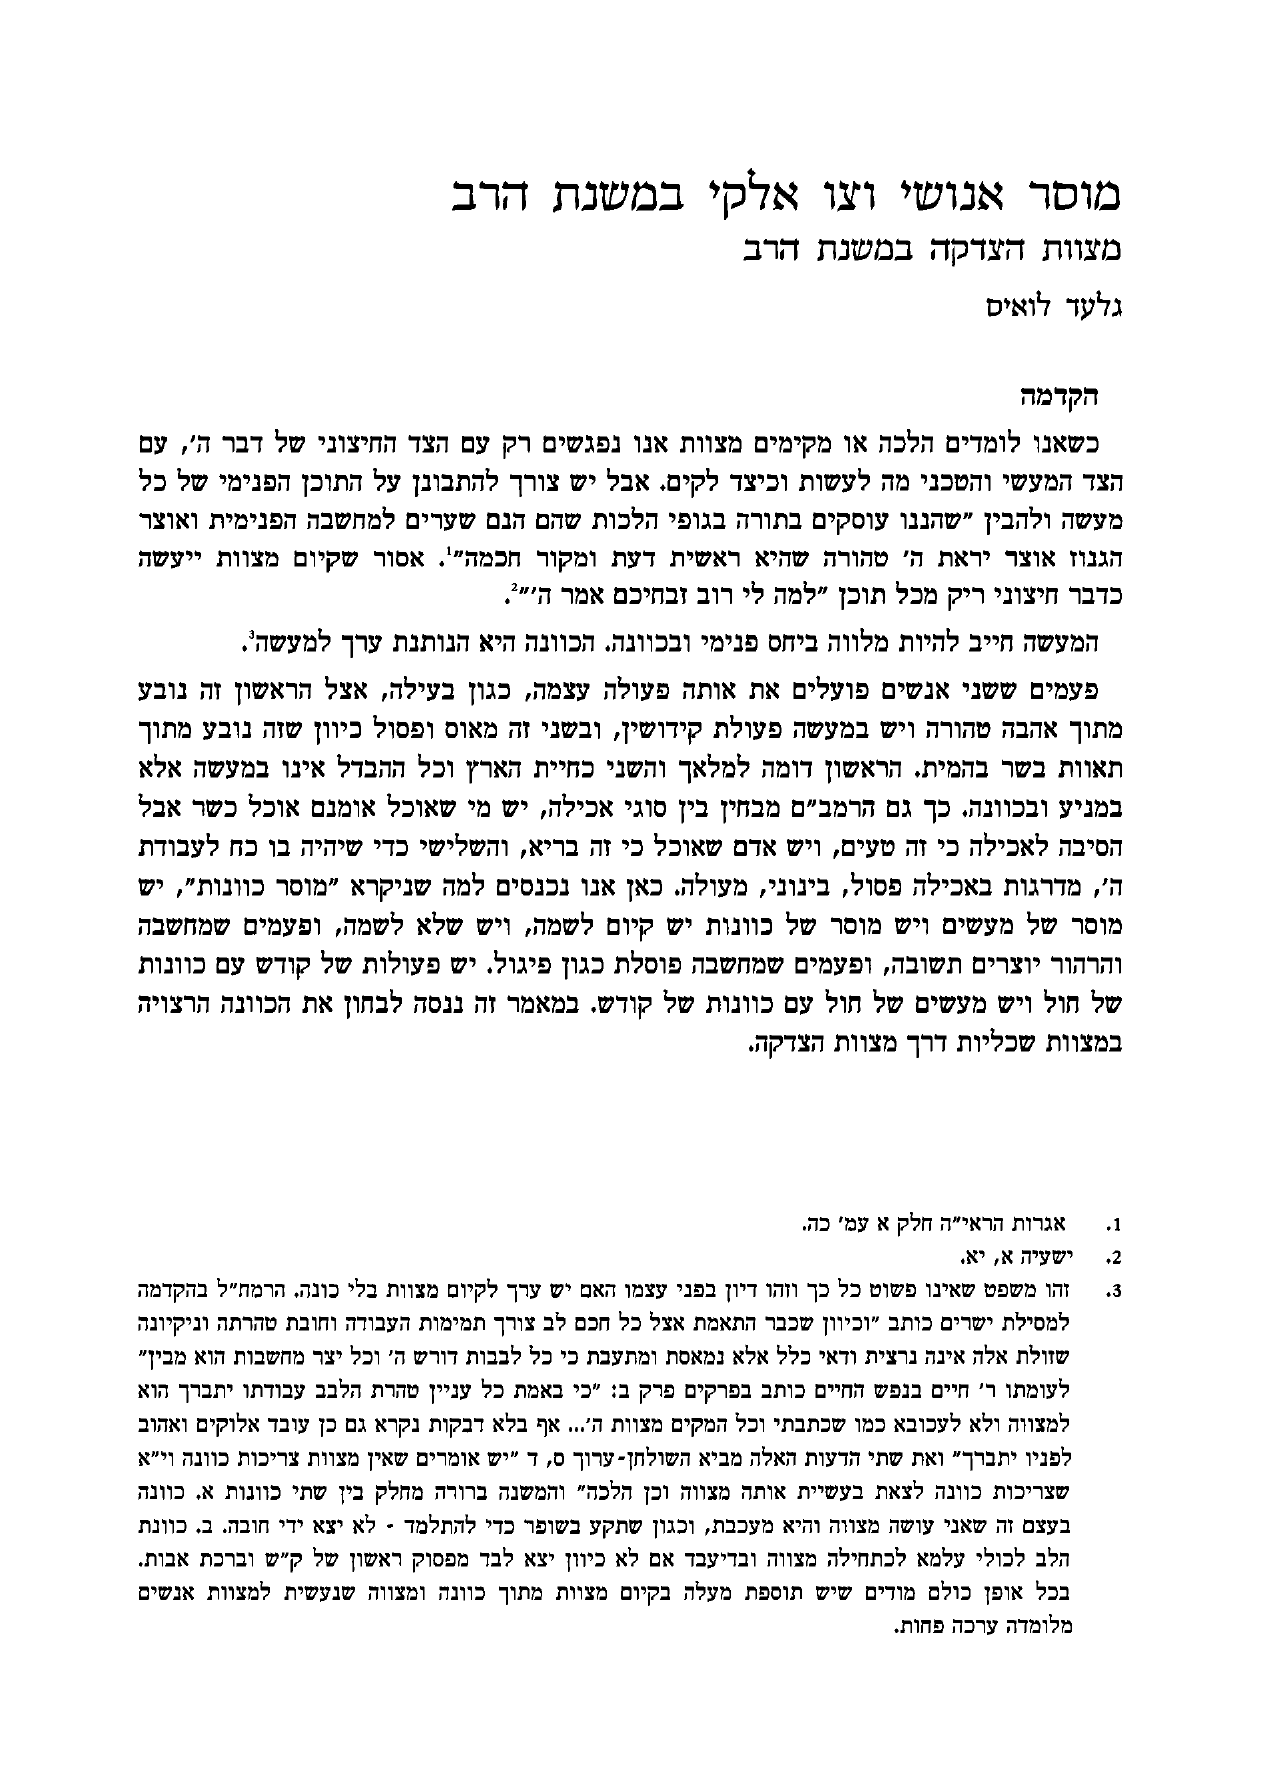 מוסר אנושי וצו אלקי במשנת הרב
מצוות הצדקה במשנת הרב
גלעד לואיס
הקדמה
כשאנו לומדים הלכה או מקימים מצוות אנו נפגשים רק עם הצד החיצוני של דבר ה׳, עם
הצד המעשי והטכני מה לעשות וכיצד לקים. אבל יש צורך להתבונן על התוכן הפנימי של כל
מעשה ולהבין ״שהננו עוסקים בתורה בגופי הלכות שהם הנם שערים למחשבה הפנימית ואוצר
הגנוז אוצר יראת ה׳ טהורה שהיא ראשית דעת ומקור חכמה״1. אסור שקיום מצוות ייעשה
כדבר חיצוני ריק מכל תוכן ״למה לי רוב זבחיכם אמר ה׳״2.
המעשה חייב להיות מלווה ביחס פנימי ובכוונה. הכוונה היא הנותנת ערך למעשה3.
פעמים ששני אנשים פועלים את אותה פעולה עצמה, כגון בעילה, אצל הראשון זה נובע
מתוך אהבה טהורה ויש במעשה פעולת קידושין, ובשני זה מאוס ופסול כיוון שזה נובע מתוך
תאוות בשר בהמית. הראשון דומה למלאך והשני כחיית הארץ וכל ההבדל אינו במעשה אלא
במניע ובכוונה. כך גם הרמב״ם מבחין בין סוגי אכילה, יש מי שאוכל אומנם אוכל כשר אבל
הסיבה לאכילה כי זה טעים, ויש אדם שאוכל כי זה בריא, והשלישי כדי שיהיה בו כח לעבודת
ה׳, מדרגות באכילה פסול, בינוני, מעולה. כאן אנו נכנסים למה שניקרא ״מוסר כוונות״, יש
מוסר של מעשים ויש מוסר של כוונות יש קיום לשמה, ויש שלא לשמה, ופעמים שמחשבה
והרהור יוצרים תשובה, ופעמים שמחשבה פוסלת כגון פיגול. יש פעולות של קודש עם כוונות
של חול ויש מעשים של חול עם כוונות של קודש. במאמר זה ננסה לבחון את הכוונה הרצויה
במצוות שכליות דרך מצוות הצדקה.
1. אגרות הראי״ה חלק א עמ׳ כה.
2. ישעיה א, יא.
3. זהו משפט שאינו פשוט כל כך וזהו דיון בפני עצמו האם יש ערך לקיום מצוות בלי כונה. הרמח״ל בהקדמה
למסילת ישרים כותב ״וכיוון שכבר התאמת אצל כל חכם לב צורך תמימות העבודה וחובת טהרתה וניקיונה
שזולת אלה אינה נרצית ודאי כלל אלא נמאסת ומתעבת כי כל לבבות דורש ה׳ וכל יצר מחשבות הוא מבין״
לעומתו ר׳ חיים בנפש החיים כותב בפרקים פרק ב: ״כי באמת כל עניין טהרת הלבב עבודתו יתברך הוא
למצווה ולא לעכובא כמו שכתבתי וכל המקים מצוות ה׳... אף בלא דבקות נקרא גם כן עובד אלוקים ואהוב
לפניו יתברך״ ואת שתי הדעות האלה מביא השולחן-ערוך ס, ד ״יש אומרים שאין מצוות צריכות כוונה וי״א
שצריכות כוונה לצאת בעשיית אותה מצווה וכן הלכה״ והמשנה ברורה מחלק בין שתי כוונות א. כוונה
בעצם זה שאני עושה מצווה והיא מעכבת, וכגון שתקע בשופר כדי להתלמד - לא יצא ידי חובה. ב. כוונת
הלב לכולי עלמא לכתחילה מצווה ובדיעבד אם לא כיוון יצא לבד מפסוק ראשון של ק״ש וברכת אבות.
בכל אופן כולם מודים שיש תוספת מעלה בקיום מצוות מתוך כוונה ומצווה שנעשית למצוות אנשים
מלומדה ערכה פחות.